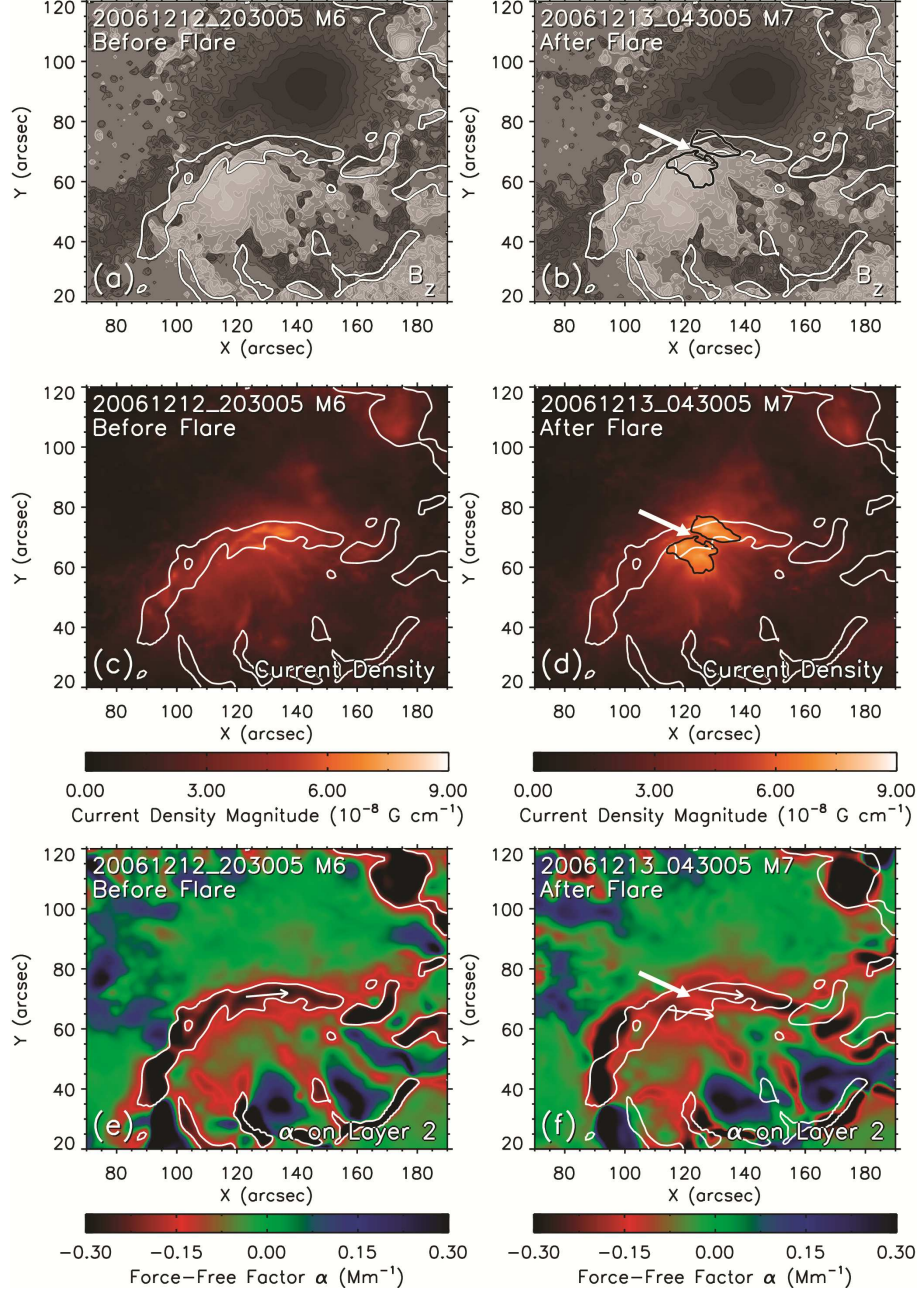 20061212_203005 M6
Before Flare
120
100
80
60
40
20
Y (arcsec)
(a)
Bz
80 100 120 140 160 180
X (arcsec)
20061213_043005 M7
After Flare
120
100
80
60
40
20
Y (arcsec)
(b)
Bz
80 100 120 140 160 180
X (arcsec)
20061212_203005 M6
Before Flare
120
100
80
60
40
20
Y (arcsec)
(c)
Current Density
80 100 120 140 160 180
X (arcsec)
20061213_043005 M7
After Flare
120
100
80
60
40
20
Y (arcsec)
(d)
Current Density
80 100 120 140 160 180
X (arcsec)
0.00 3.00 6.00 9.00
Current Density Magnitude (10⁻⁸ G cm⁻¹)
0.00 3.00 6.00 9.00
Current Density Magnitude (10⁻⁸ G cm⁻¹)
20061212_203005 M6
Before Flare
120
100
80
60
40
20
Y (arcsec)
(e)
α on Layer 2
80 100 120 140 160 180
X (arcsec)
20061213_043005 M7
After Flare
120
100
80
60
40
20
Y (arcsec)
(f)
α on Layer 2
80 100 120 140 160 180
X (arcsec)
−0.30 −0.15 0.00 0.15 0.30
Force−Free Factor α (Mm⁻¹)
−0.30 −0.15 0.00 0.15 0.30
Force−Free Factor α (Mm⁻¹)